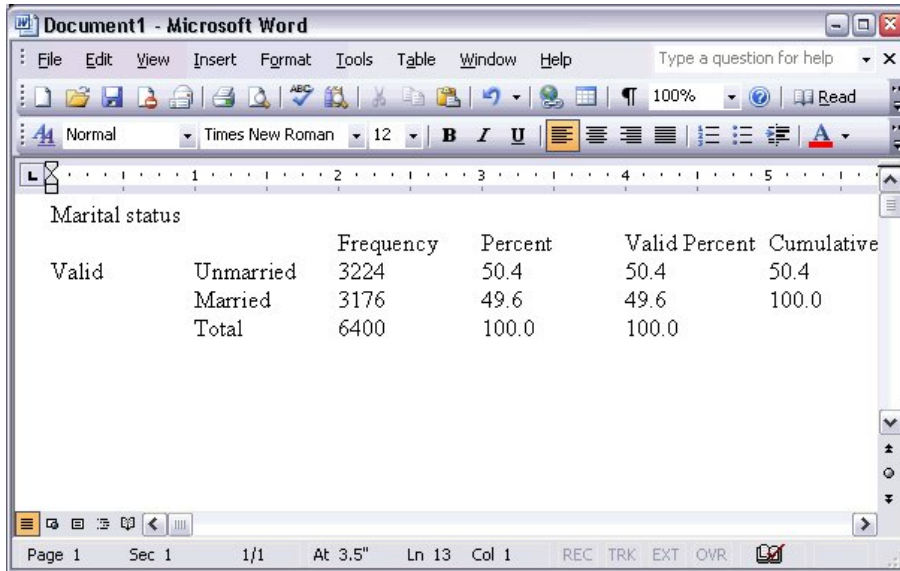 Document1 - Microsoft Word
File Edit View Insert Format Tools Table Window Help Type a question for help
ABC 100% Read
Normal Times New Roman 12 B I U A
1 2 3 4 5
Marital status
Frequency Percent Valid Percent Cumulative
Valid Unmarried 3224 50.4 50.4 50.4
Married 3176 49.6 49.6 100.0
Total 6400 100.0 100.0
Page 1 Sec 1 1/1 At 3.5" Ln 13 Col 1 REC TRK EXT OVR